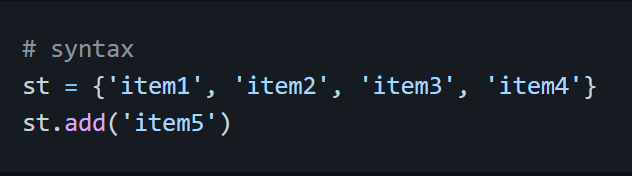 # syntax
st = {'item1', 'item2', 'item3', 'item4'}
st.add('item5')